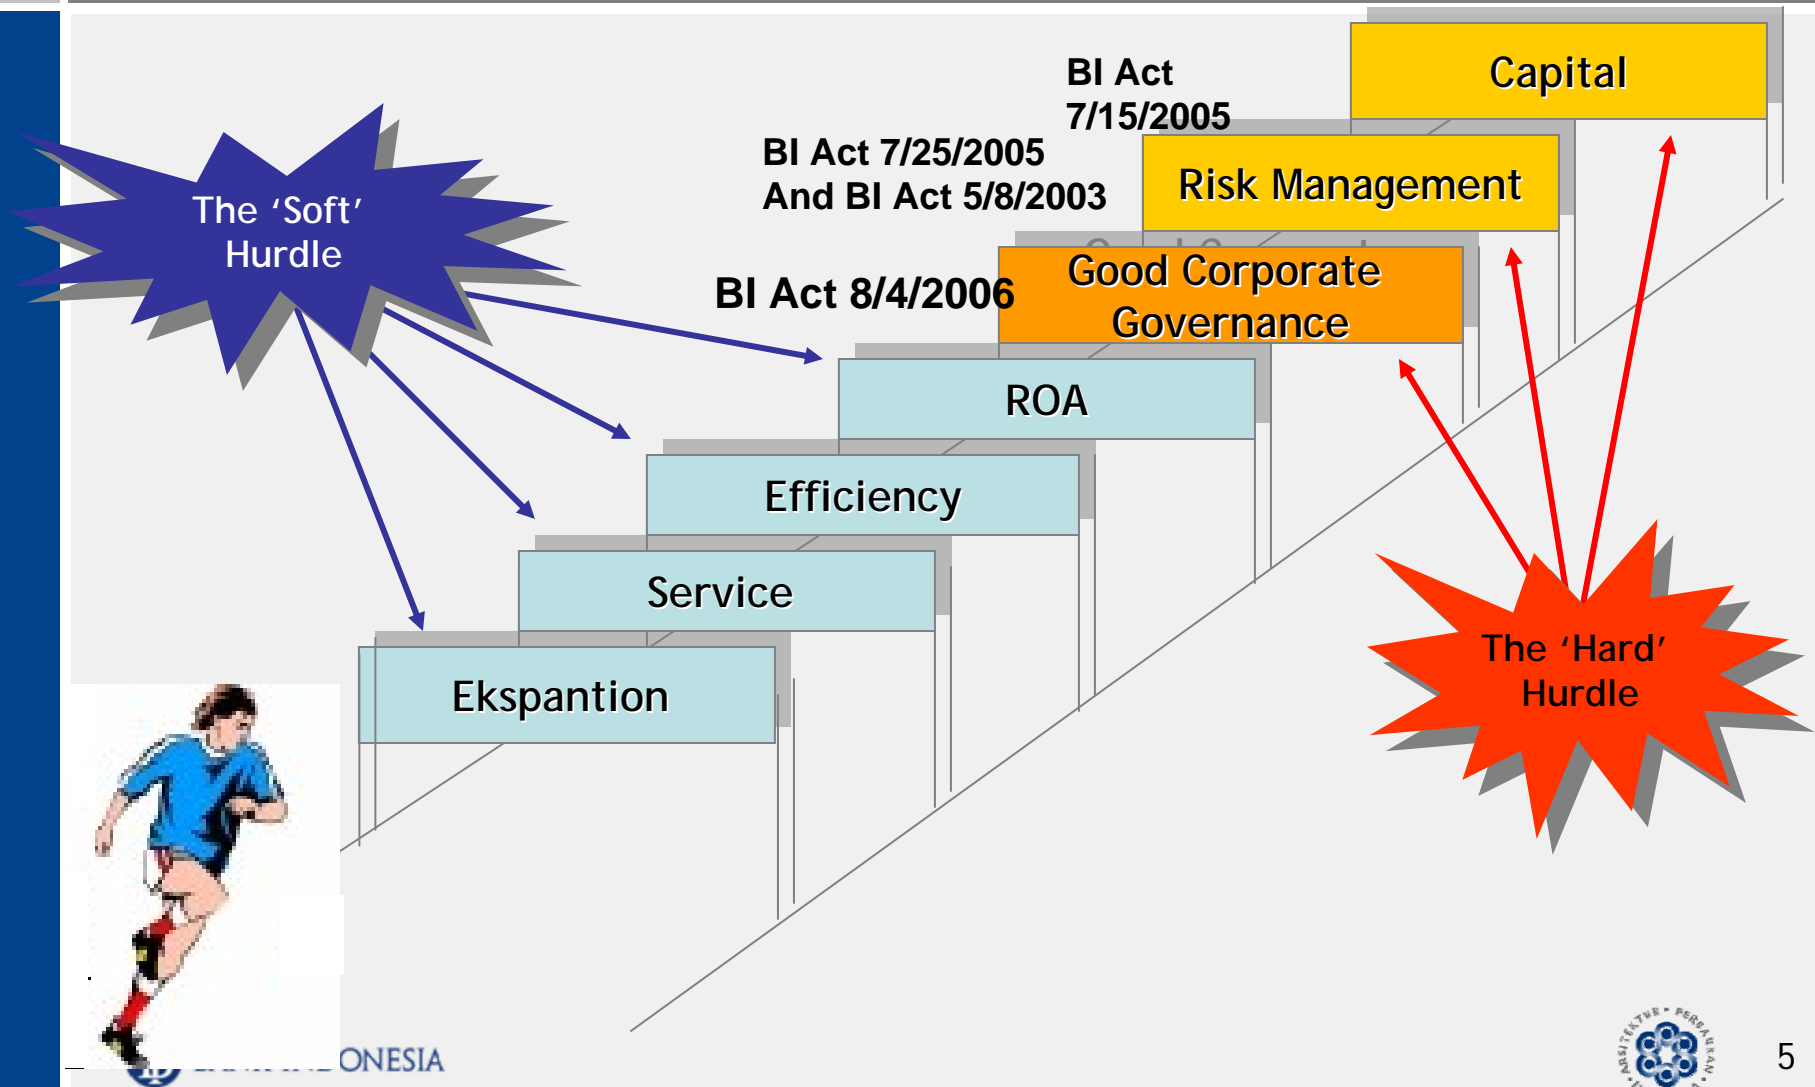 Capital
BI Act
7/15/2005
Risk Management
BI Act 7/25/2005
And BI Act 5/8/2003
Good Corporate
Governance
BI Act 8/4/2006
The ‘Soft’
Hurdle
ROA
Efficiency
Service
Ekspantion
The ‘Hard’
Hurdle
ONESIA
ARSITEKTUR • PERBANKAN
5